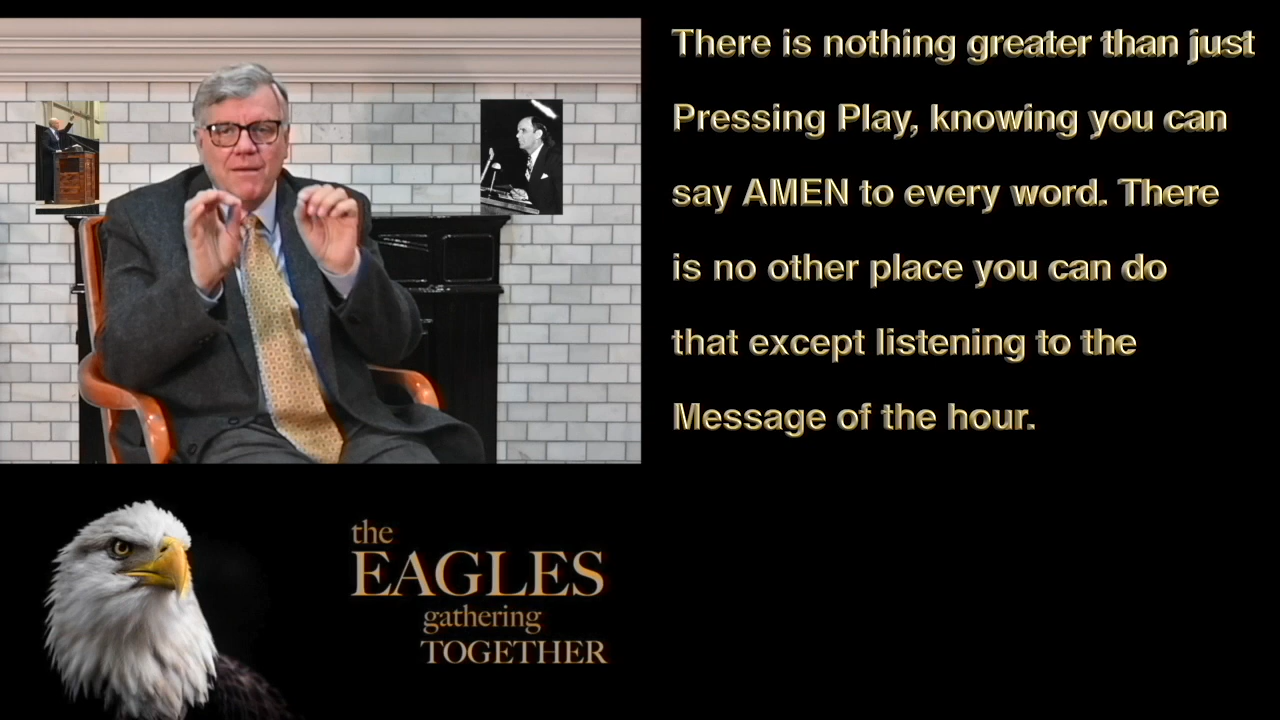 There is nothing greater than just
Pressing Play, knowing you can
say AMEN to every word. There
is no other place you can do
that except listening to the
Message of the hour.
the
EAGLES
gathering
TOGETHER